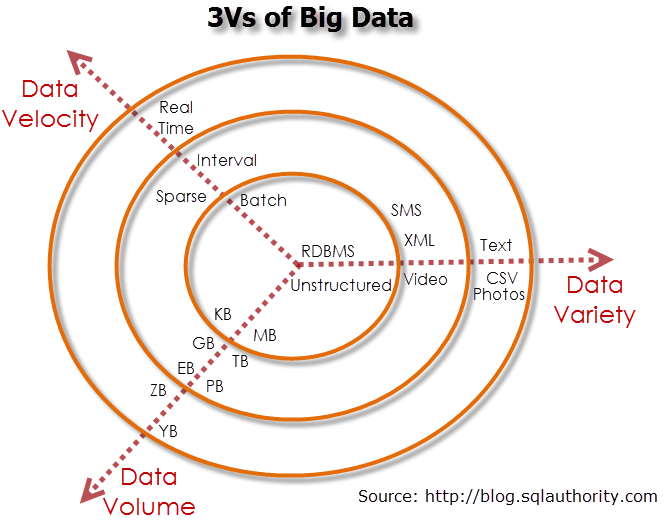 3Vs of Big Data
Data
Velocity
Real
Time
Interval
Sparse
Batch
SMS
XML
RDBMS
Text
Unstructured
Video
CSV
Photos
Data
Variety
KB
MB
GB
TB
EB
PB
ZB
YB
Data
Volume
Source: http://blog.sqlauthority.com